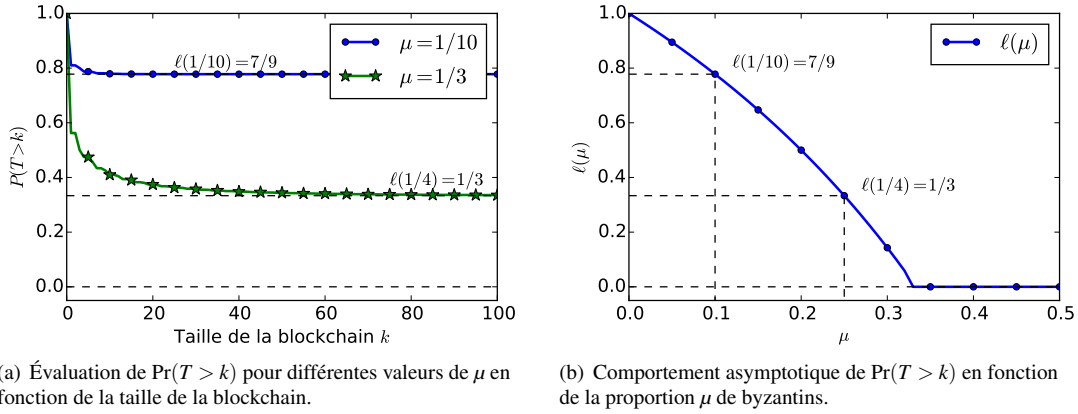 1.0
0.8
0.6
0.4
0.2
0.0
P(T>k)
0 20 40 60 80 100
Taille de la blockchain k
ℓ(1/10)=7/9
ℓ(1/4)=1/3
μ=1/10
μ=1/3
1.0
0.8
0.6
0.4
0.2
0.0
ℓ(μ)
0.0 0.1 0.2 0.3 0.4 0.5
μ
ℓ(1/10)=7/9
ℓ(1/4)=1/3
ℓ(μ)
(a) Évaluation de Pr(T > k) pour différentes valeurs de μ en
fonction de la taille de la blockchain.
(b) Comportement asymptotique de Pr(T > k) en fonction
de la proportion μ de byzantins.